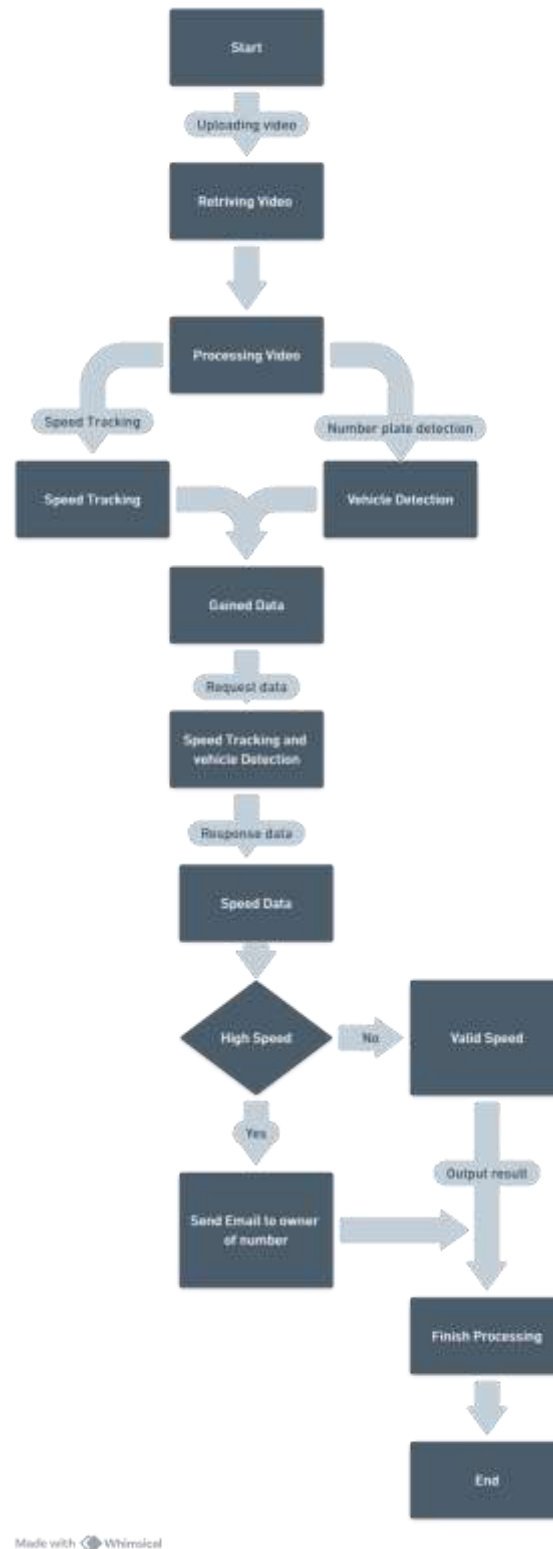 Start
Uploading video
Retriving Video
Processing Video
Speed Tracking
Number plate detection
Speed Tracking
Vehicle Detection
Gained Data
Request data
Speed Tracking and
vehicle Detection
Response data
Speed Data
High Speed
No
Valid Speed
Yes
Output result
Send Email to owner
of number
Finish Processing
End
Made with Whimsical